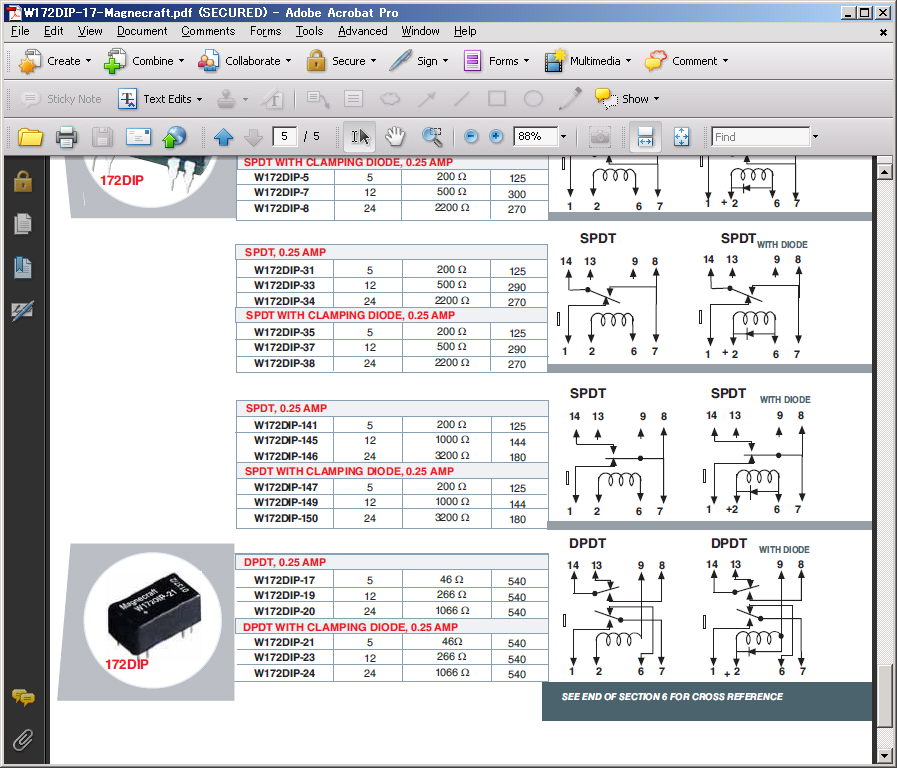 W172DIP-17-Magnecraft.pdf (SECURED) - Adobe Acrobat Pro
File Edit View Document Comments Forms Tools Advanced Window Help
Create Combine Collaborate Secure Sign Forms Multimedia Comment
Sticky Note Text Edits Show
5 / 5 88% Find
172DIP
SPDT WITH CLAMPING DIODE, 0.25 AMP
W172DIP-5 5 200 Ω 125
W172DIP-7 12 500 Ω 300
W172DIP-8 24 2200 Ω 270
1 2 6 7 1 + 2 6 7
SPDT SPDT WITH DIODE
14 13 9 8 14 13 9 8
SPDT, 0.25 AMP
W172DIP-31 5 200 Ω 125
W172DIP-33 12 500 Ω 290
W172DIP-34 24 2200 Ω 270
SPDT WITH CLAMPING DIODE, 0.25 AMP
W172DIP-35 5 200 Ω 125
W172DIP-37 12 500 Ω 290
W172DIP-38 24 2200 Ω 270
1 2 6 7 1 + 2 6 7
SPDT SPDT WITH DIODE
14 13 9 8 14 13 9 8
SPDT, 0.25 AMP
W172DIP-141 5 200 Ω 125
W172DIP-145 12 1000 Ω 144
W172DIP-146 24 3200 Ω 180
SPDT WITH CLAMPING DIODE, 0.25 AMP
W172DIP-147 5 200 Ω 125
W172DIP-149 12 1000 Ω 144
W172DIP-150 24 3200 Ω 180
1 2 6 7 1 +2 6 7
DPDT DPDT WITH DIODE
14 13 9 8 14 13 9 8
DPDT, 0.25 AMP
W172DIP-17 5 46 Ω 540
W172DIP-19 12 266 Ω 540
W172DIP-20 24 1066 Ω 540
DPDT WITH CLAMPING DIODE, 0.25 AMP
W172DIP-21 5 46Ω 540
W172DIP-23 12 266 Ω 540
W172DIP-24 24 1066 Ω 540
1 2 6 7 1 + 2 6 7
Magnecraft
W172DIP-21
+
172DIP
SEE END OF SECTION 6 FOR CROSS REFERENCE